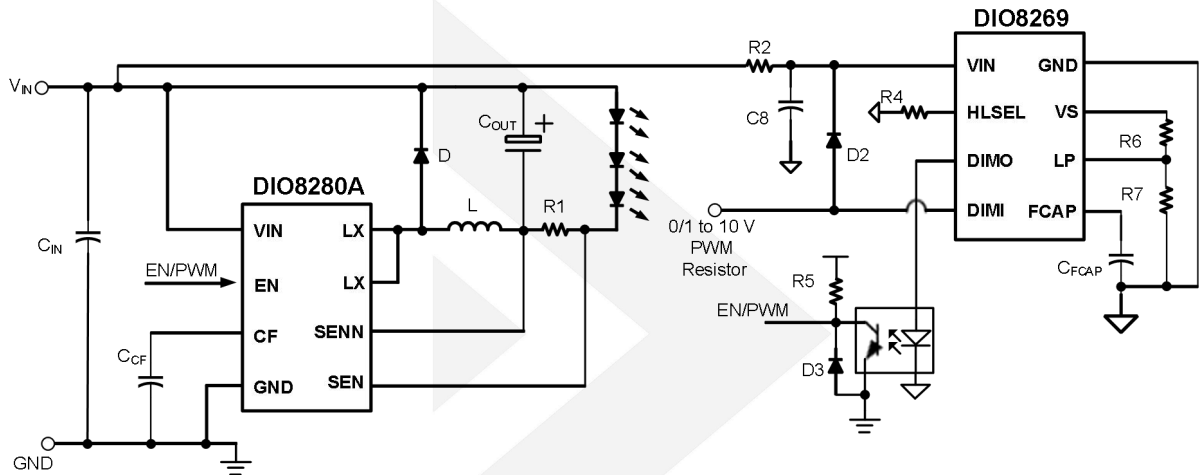 DIO8269
R2
VIN
GND
VIN
C8
R4
HLSEL
VS
COUT
+
D
D2
R6
DIMO
LP
DIO8280A
R7
L
R1
DIMI
FCAP
VIN
LX
0/1 to 10 V
PWM
Resistor
CIN
CFCAP
EN/PWM
EN
LX
R5
EN/PWM
CF
SENN
CCF
D3
GND
SEN
GND